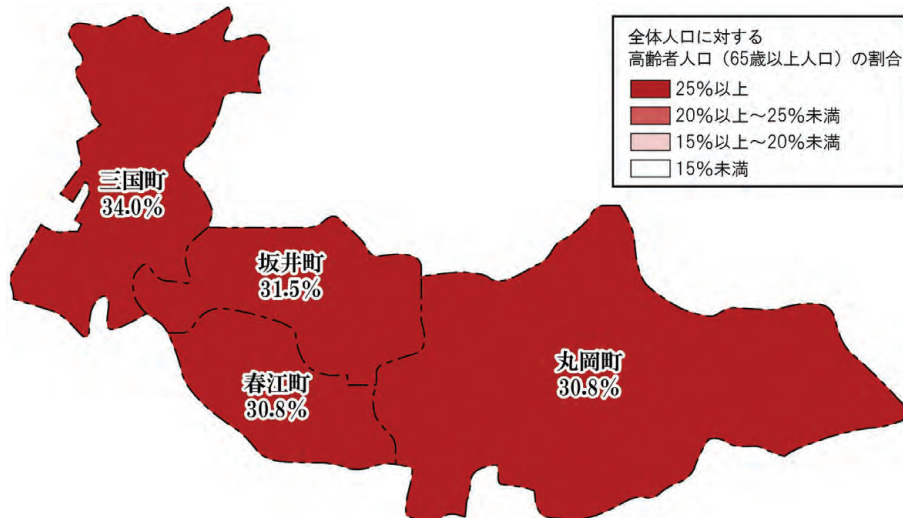 全体人口に対する
高齢者人口（65歳以上人口）の割合
25%以上
20%以上～25%未満
15%以上～20%未満
15%未満
三国町
34.0%
坂井町
31.5%
春江町
30.8%
丸岡町
30.8%